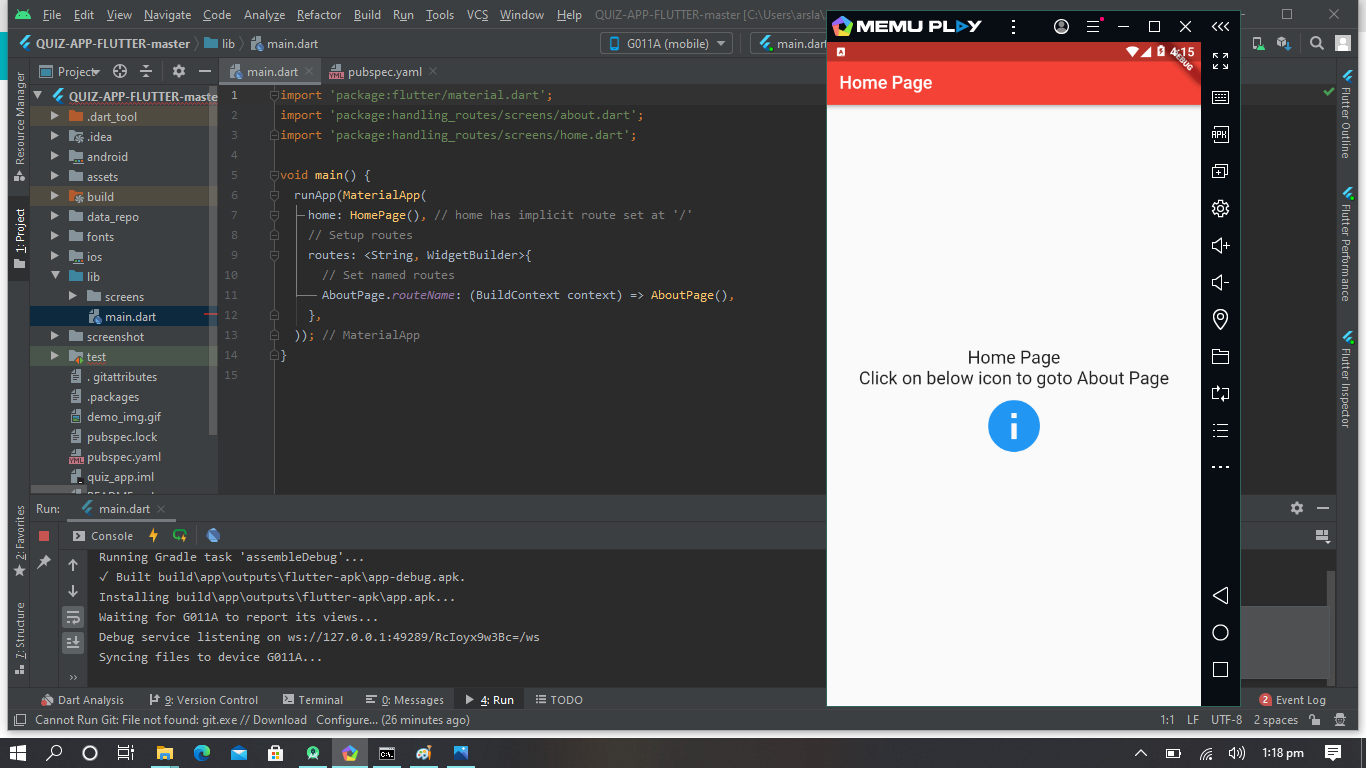 File Edit View Navigate Code Analyze Refactor Build Run Tools VCS Window Help QUIZ-APP-FLUTTER-master [C:\Users\arsla\
QUIZ-APP-FLUTTER-master lib main.dart G011A (mobile) main.dart
Project main.dart pubspec.yaml
QUIZ-APP-FLUTTER-maste
.dart_tool
.idea
android
assets
build
data_repo
fonts
ios
lib
screens
main.dart
screenshot
test
.gitattributes
.packages
demo_img.gif
pubspec.lock
pubspec.yaml
quiz_app.iml
Resource Manager
1: Project
2: Favorites
7: Structure
1 import 'package:flutter/material.dart';
2 import 'package:handling_routes/screens/about.dart';
3 import 'package:handling_routes/screens/home.dart';
4
5 void main() {
6 runApp(MaterialApp(
7 home: HomePage(), // home has implicit route set at '/'
8 // Setup routes
9 routes: <String, WidgetBuilder>{
10 // Set named routes
11 AboutPage.routeName: (BuildContext context) => AboutPage(),
12 },
13 )); // MaterialApp
14 }
15
MEMU PLAY
4:15
DEBUG
Home Page
Home Page
Click on below icon to goto About Page
APK
Flutter Outline
Flutter Performance
Flutter Inspector
Run: main.dart
Console
Running Gradle task 'assembleDebug'...
✓ Built build\app\outputs\flutter-apk\app-debug.apk.
Installing build\app\outputs\flutter-apk\app.apk...
Waiting for G011A to report its views...
Debug service listening on ws://127.0.0.1:49289/RcIoyx9w3Bc=/ws
Syncing files to device G011A...
Dart Analysis 9: Version Control Terminal 0: Messages 4: Run TODO 2 Event Log
Cannot Run Git: File not found: git.exe // Download Configure... (26 minutes ago) 1:1 LF UTF-8 2 spaces
1:18 pm